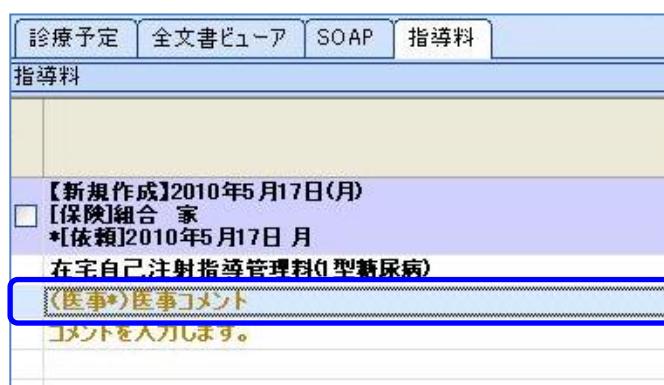 診療予定 全文書ビューア SOAP 指導料
指導料
【新規作成】2010年5月17日(月)
[保険]組合 家
*[依頼]2010年5月17日 月
在宅自己注射指導管理料(1型糖尿病)
(医事*)医事コメント
コメントを入力します。